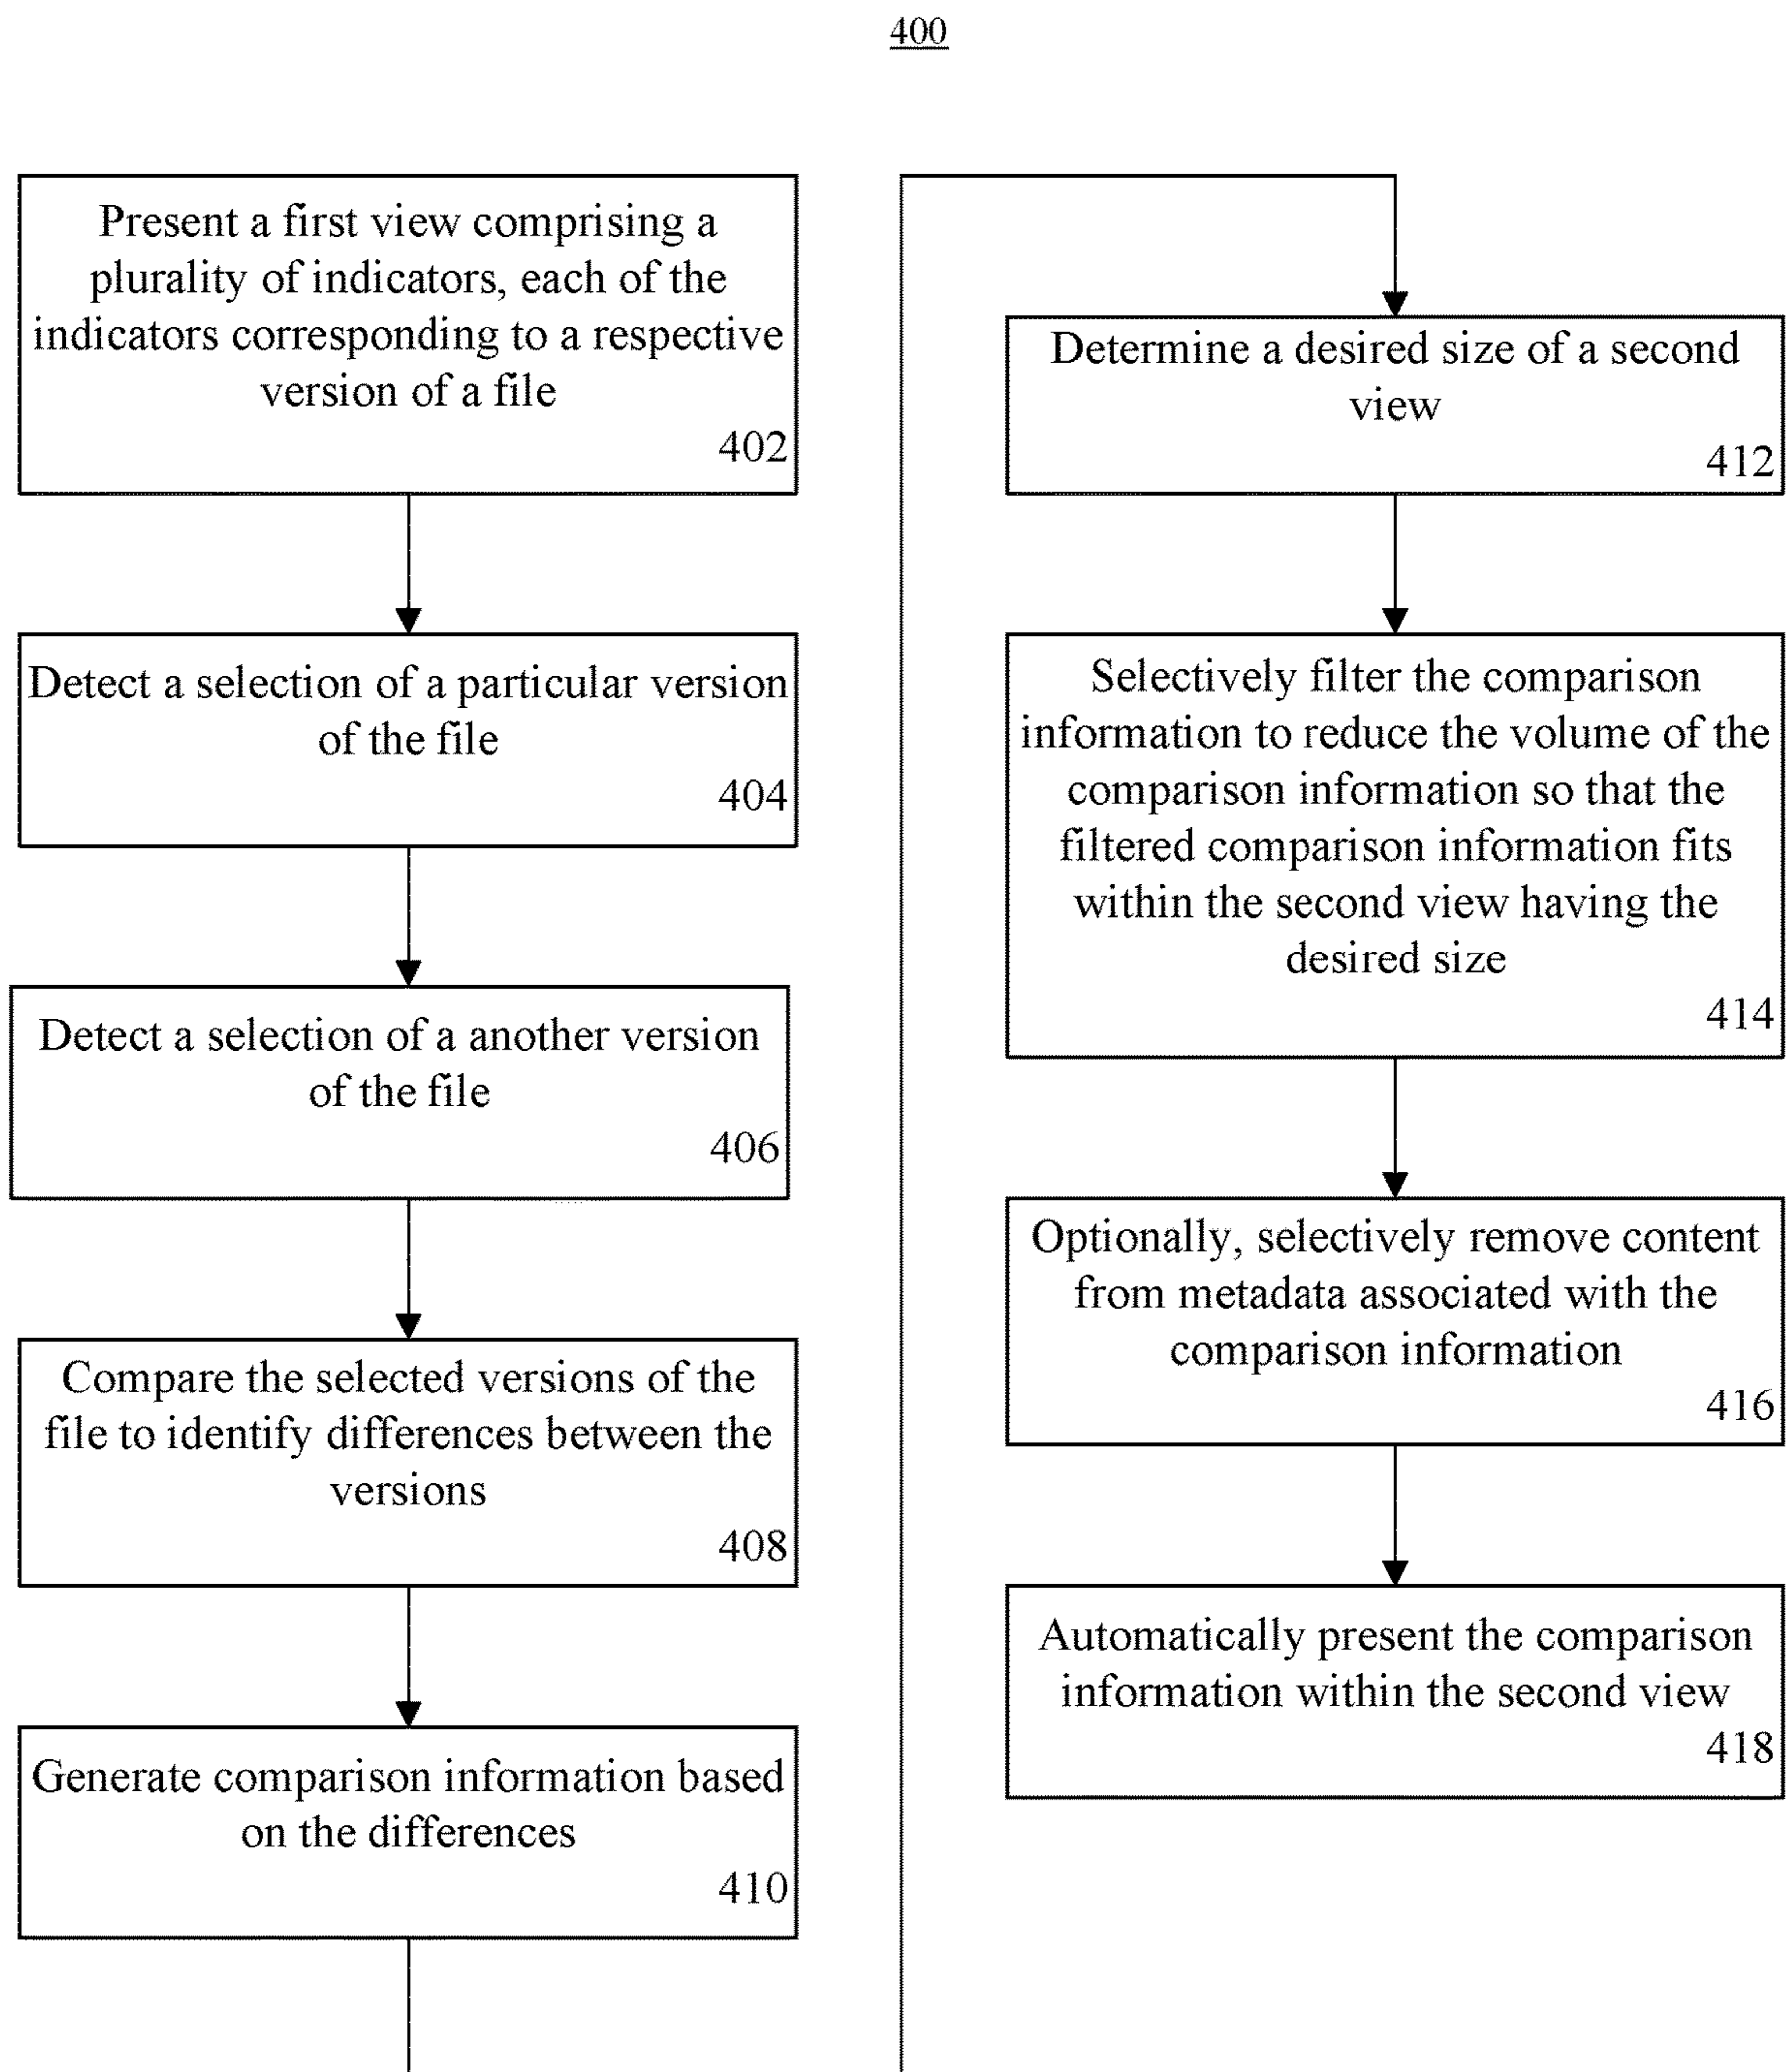 400
Present a first view comprising a
plurality of indicators, each of the
indicators corresponding to a respective
version of a file
402
Detect a selection of a particular version
of the file
404
Detect a selection of a another version
of the file
406
Compare the selected versions of the
file to identify differences between the
versions
408
Generate comparison information based
on the differences
410
Determine a desired size of a second
view
412
Selectively filter the comparison
information to reduce the volume of the
comparison information so that the
filtered comparison information fits
within the second view having the
desired size
414
Optionally, selectively remove content
from metadata associated with the
comparison information
416
Automatically present the comparison
information within the second view
418